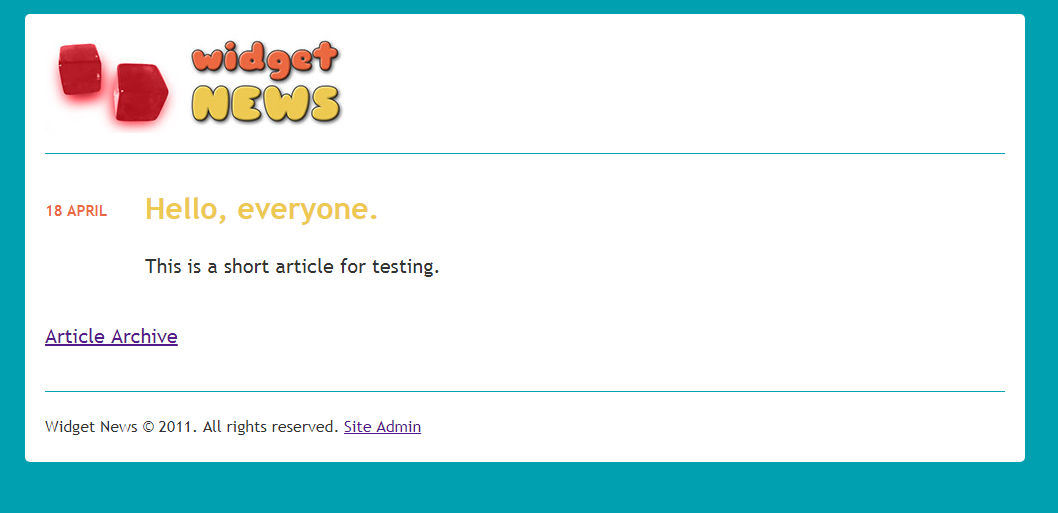 widget
NEWS
18 APRIL
Hello, everyone.
This is a short article for testing.
Article Archive
Widget News © 2011. All rights reserved. Site Admin